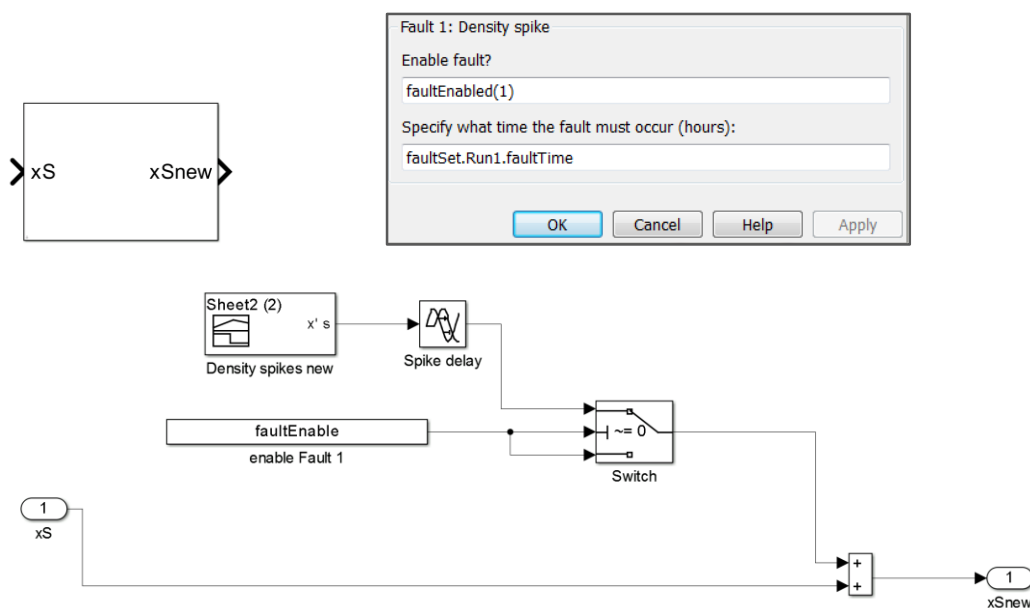 Fault 1: Density spike
Enable fault?
faultEnabled(1)
Specify what time the fault must occur (hours):
faultSet.Run1.faultTime
OK Cancel Help Apply
xS xSnew
Sheet2 (2)
x' s
Density spikes new
Spike delay
faultEnable
enable Fault 1
~= 0
Switch
1
xS
+
+
1
xSnew